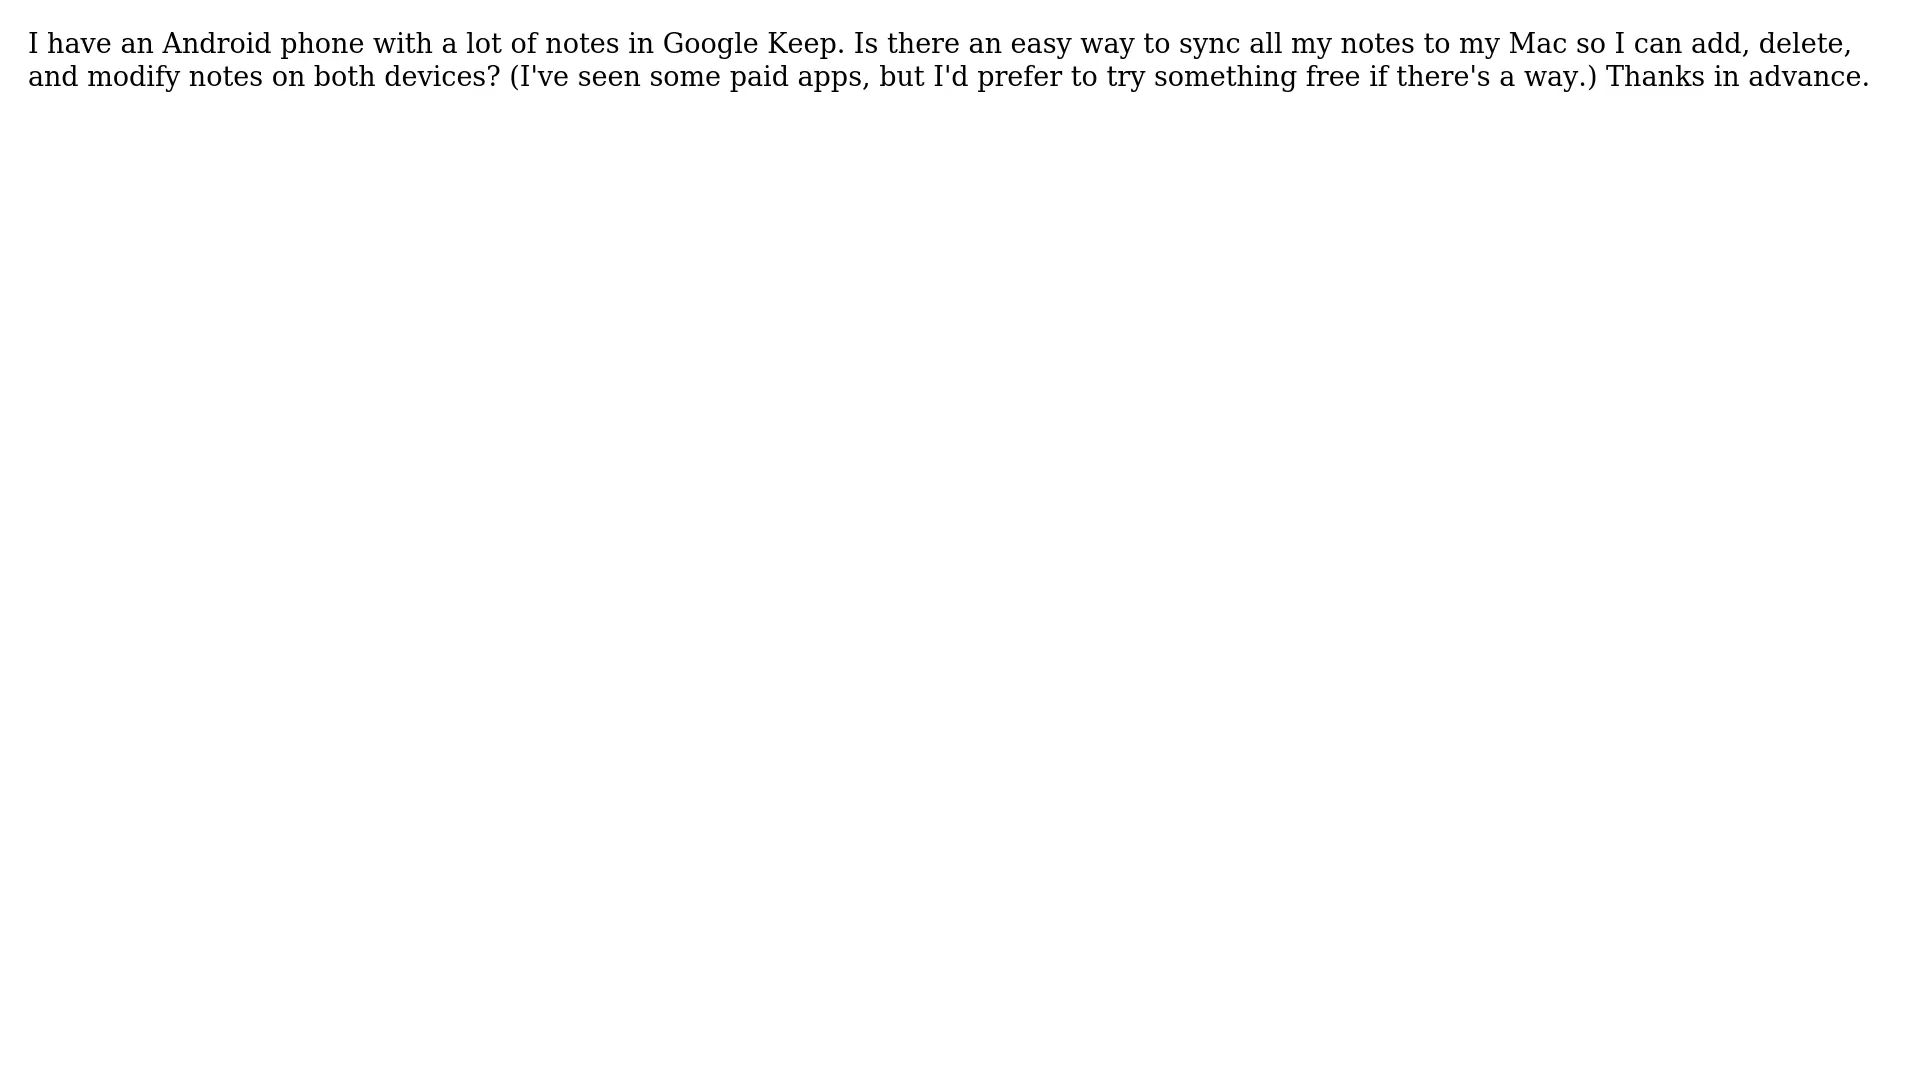 I have an Android phone with a lot of notes in Google Keep. Is there an easy way to sync all my notes to my Mac so I can add, delete,
and modify notes on both devices? (I've seen some paid apps, but I'd prefer to try something free if there's a way.) Thanks in advance.